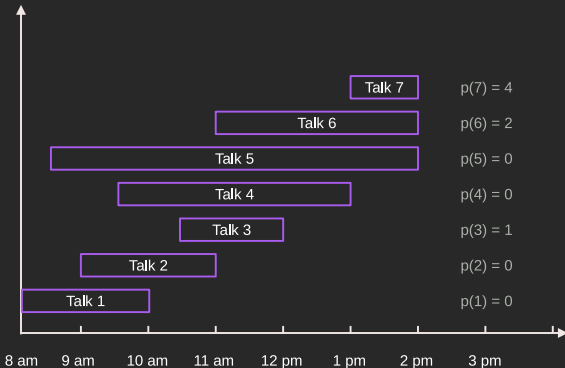 Talk 7 p(7) = 4
Talk 6 p(6) = 2
Talk 5 p(5) = 0
Talk 4 p(4) = 0
Talk 3 p(3) = 1
Talk 2 p(2) = 0
Talk 1 p(1) = 0
8 am 9 am 10 am 11 am 12 pm 1 pm 2 pm 3 pm